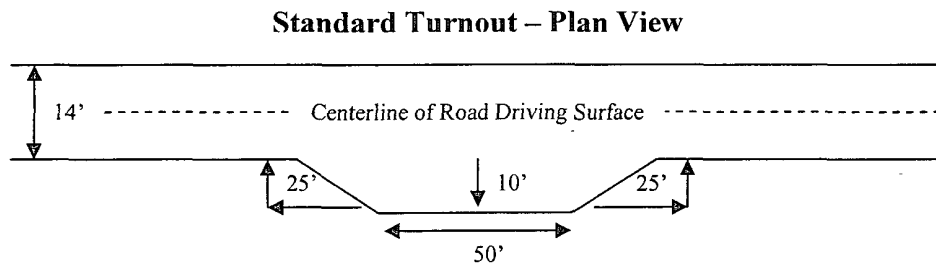 Standard Turnout – Plan View
14'
Centerline of Road Driving Surface
25'
10'
25'
50'